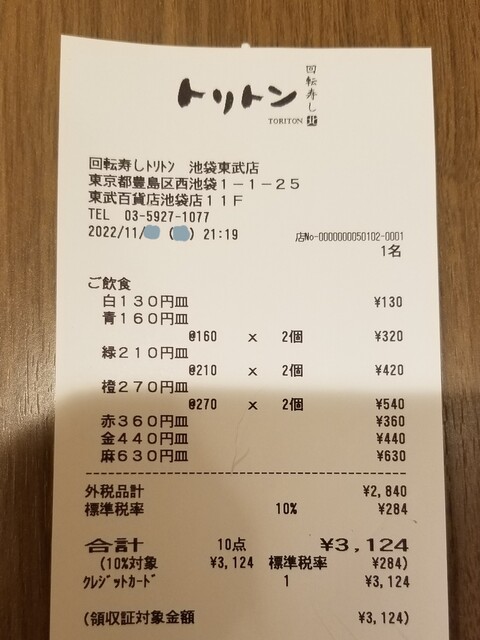 トリトン
回転寿し
TORITON 北
回転寿しﾄﾘﾄﾝ 池袋東武店
東京都豊島区西池袋１－１－２５
東武百貨店池袋店１１Ｆ
TEL 03-5927-1077
2022/11/ ( ) 21:19
店No-0000000050102-0001
1名
ご飲食
白１３０円皿 ¥130
青１６０円皿
@160 x 2個 ¥320
緑２１０円皿
@210 x 2個 ¥420
橙２７０円皿
@270 x 2個 ¥540
赤３６０円皿 ¥360
金４４０円皿 ¥440
麻６３０円皿 ¥630
外税品計 ¥2,840
標準税率 10% ¥284
合計 10点 ¥3,124
(10%対象 ¥3,124 標準税率 ¥284)
ｸﾚｼﾞｯﾄｶｰﾄﾞ 1 ¥3,124
(領収証対象金額 ¥3,124)